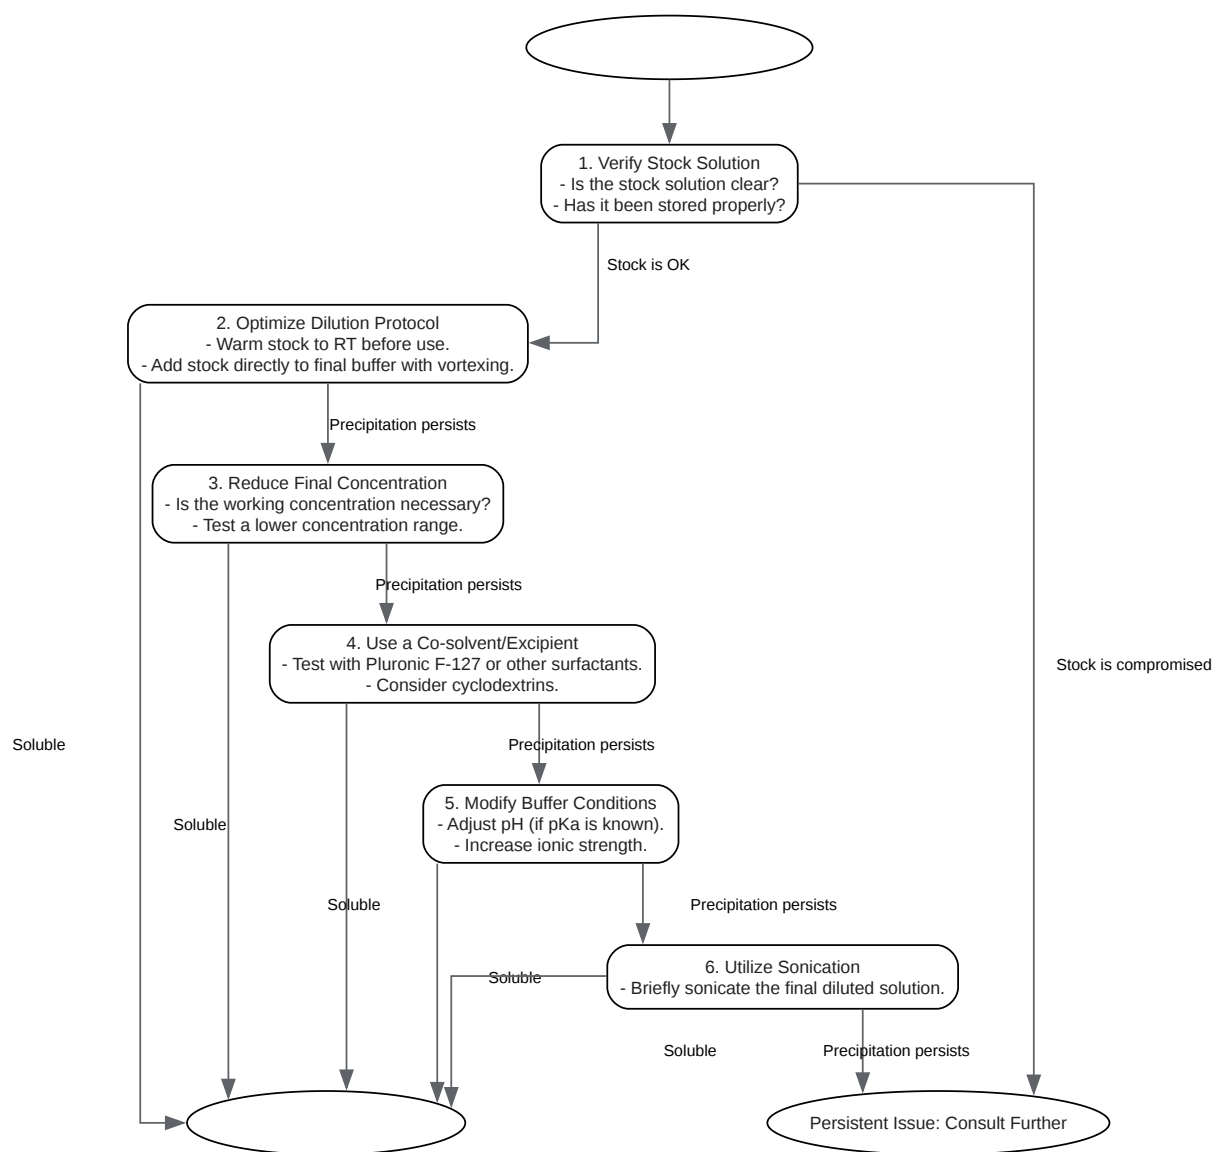 1. Verify Stock Solution
- Is the stock solution clear?
- Has it been stored properly?
Stock is OK
2. Optimize Dilution Protocol
- Warm stock to RT before use.
- Add stock directly to final buffer with vortexing.
Precipitation persists
3. Reduce Final Concentration
- Is the working concentration necessary?
- Test a lower concentration range.
Precipitation persists
4. Use a Co-solvent/Excipient
- Test with Pluronic F-127 or other surfactants.
- Consider cyclodextrins.
Stock is compromised
Soluble
Precipitation persists
5. Modify Buffer Conditions
- Adjust pH (if pKa is known).
- Increase ionic strength.
Soluble
Soluble
Precipitation persists
6. Utilize Sonication
- Briefly sonicate the final diluted solution.
Soluble
Soluble
Precipitation persists
Persistent Issue: Consult Further